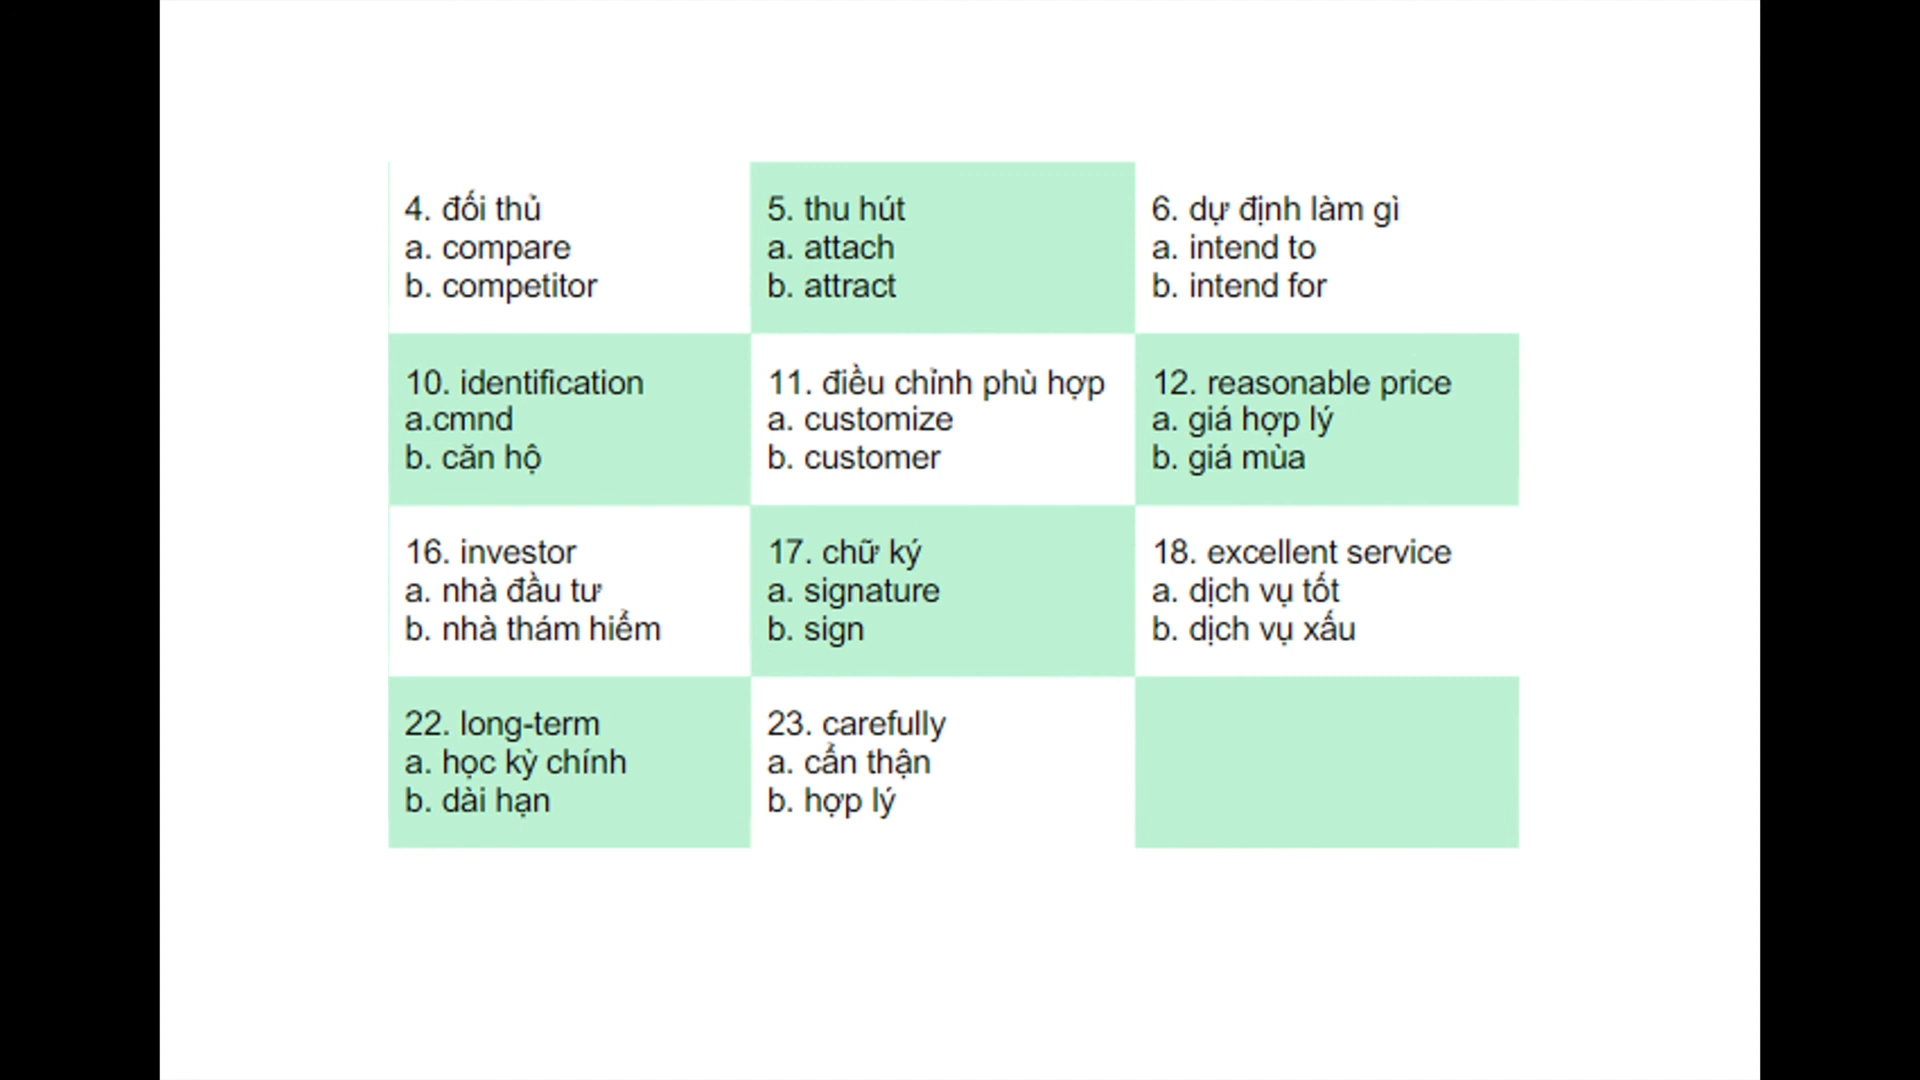 4. đối thủ
a. compare
b. competitor
5. thu hút
a. attach
b. attract
6. dự định làm gì
a. intend to
b. intend for
10. identification
a.cmnd
b. căn hộ
11. điều chỉnh phù hợp
a. customize
b. customer
12. reasonable price
a. giá hợp lý
b. giá mùa
16. investor
a. nhà đầu tư
b. nhà thám hiểm
17. chữ ký
a. signature
b. sign
18. excellent service
a. dịch vụ tốt
b. dịch vụ xấu
22. long-term
a. học kỳ chính
b. dài hạn
23. carefully
a. cẩn thận
b. hợp lý